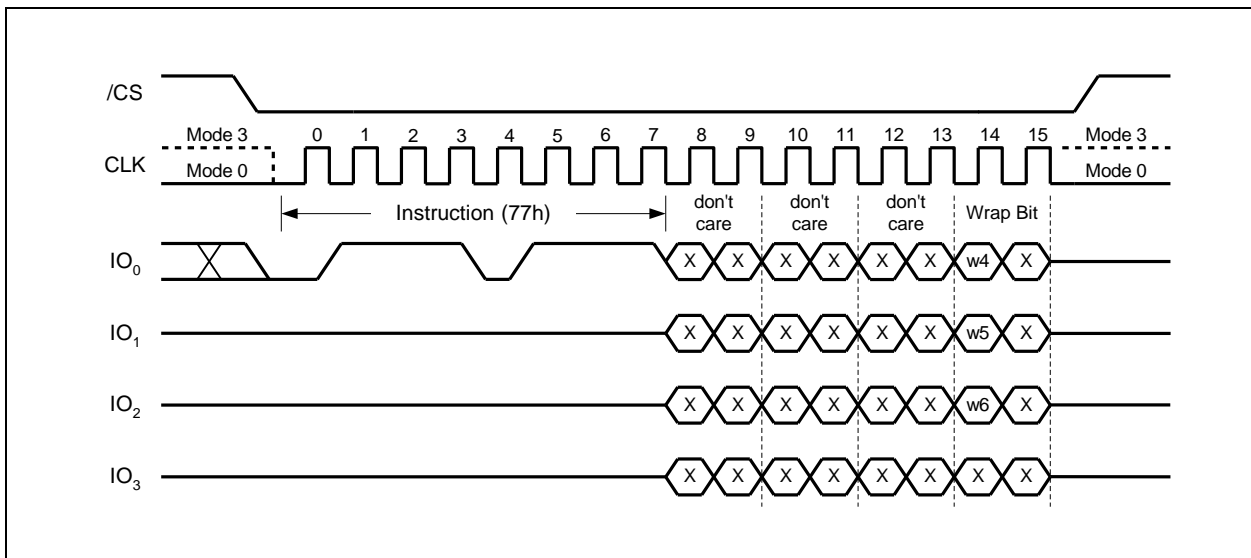 /CS
Mode 3 0 1 2 3 4 5 6 7 8 9 10 11 12 13 14 15 Mode 3
CLK
Mode 0 Mode 0
Instruction (77h) don't care don't care don't care Wrap Bit
IO0 X X X X X X w4 X
IO1 X X X X X X w5 X
IO2 X X X X X X w6 X
IO3 X X X X X X X X